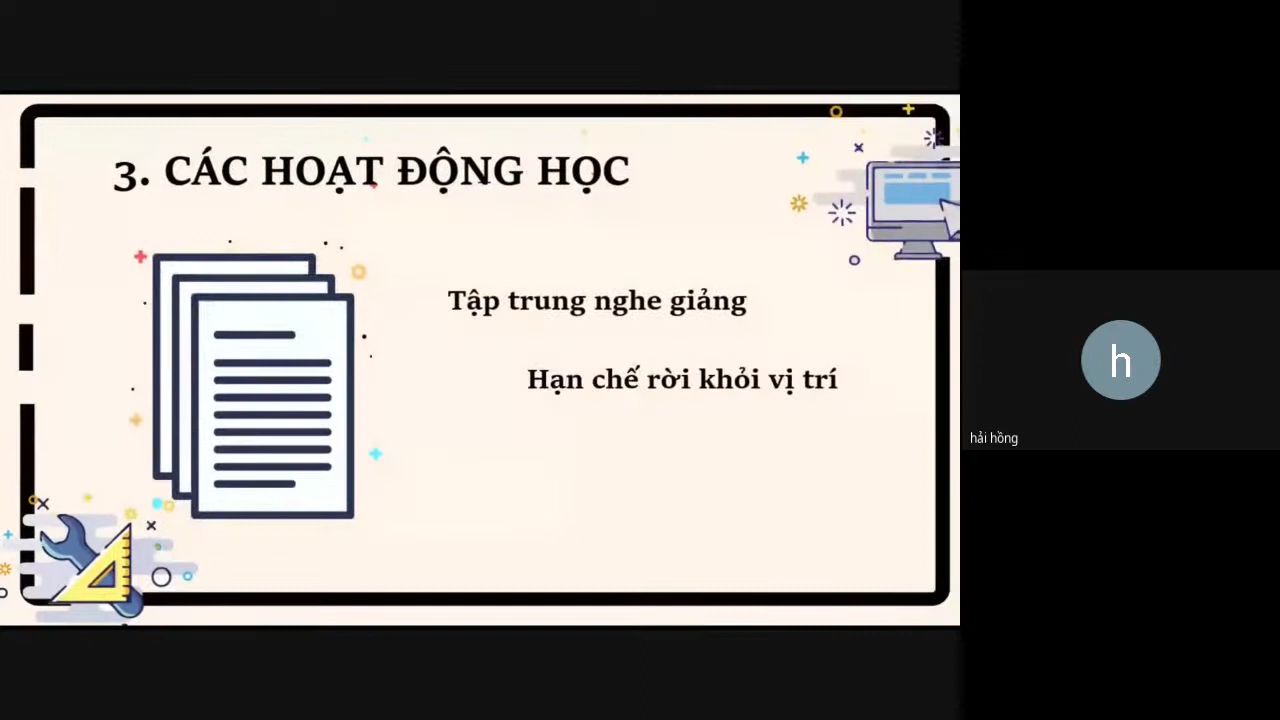 3. CÁC HOẠT ĐỘNG HỌC
Tập trung nghe giảng
Hạn chế rời khỏi vị trí
h
hải hồng